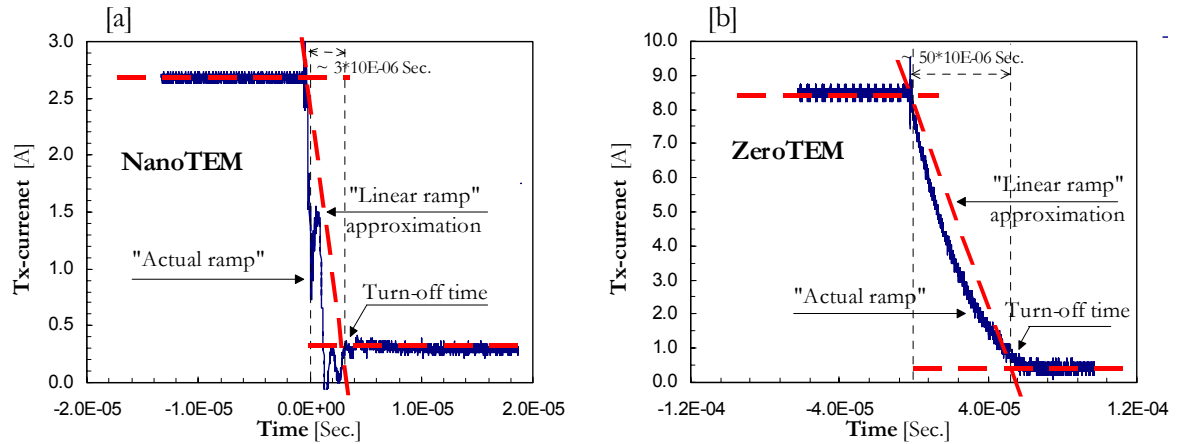 [a]
3.0
2.5
2.0
1.5
1.0
0.5
0.0
Tx-currenet [A]
~ 3*10E-06 Sec.
NanoTEM
"Linear ramp"
approximation
"Actual ramp"
Turn-off time
-2.0E-05
-1.0E-05
0.0E+00
1.0E-05
2.0E-05
Time [Sec.]
[b]
10.0
9.0
8.0
7.0
6.0
5.0
4.0
3.0
2.0
1.0
0.0
Tx-currenet [A]
~ 50*10E-06 Sec.
ZeroTEM
"Linear ramp"
approximation
"Actual ramp"
Turn-off time
-1.2E-04
-4.0E-05
4.0E-05
1.2E-04
Time [Sec.]